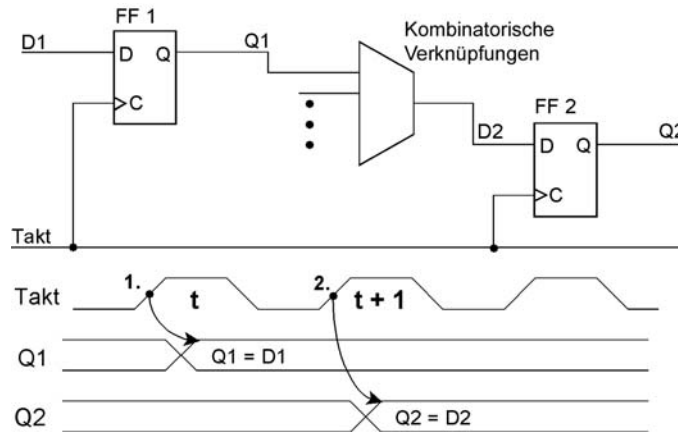 FF 1
D1
D
Q
Q1
C
Kombinatorische
Verknüpfungen
FF 2
D2
D
Q
Q2
C
Takt
Takt
1.
t
2.
t + 1
Q1
Q1 = D1
Q2
Q2 = D2